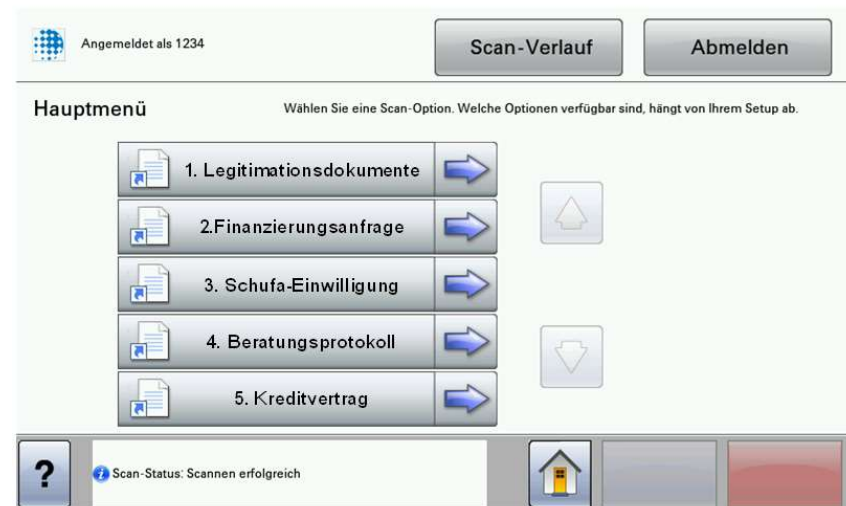 Angemeldet als 1234
Scan-Verlauf
Abmelden
Hauptmenü
Wählen Sie eine Scan-Option. Welche Optionen verfügbar sind, hängt von Ihrem Setup ab.
1. Legitimationsdokumente
2.Finanzierungsanfrage
3. Schufa-Einwilligung
4. Beratungsprotokoll
5. Kreditvertrag
?
Scan-Status: Scannen erfolgreich